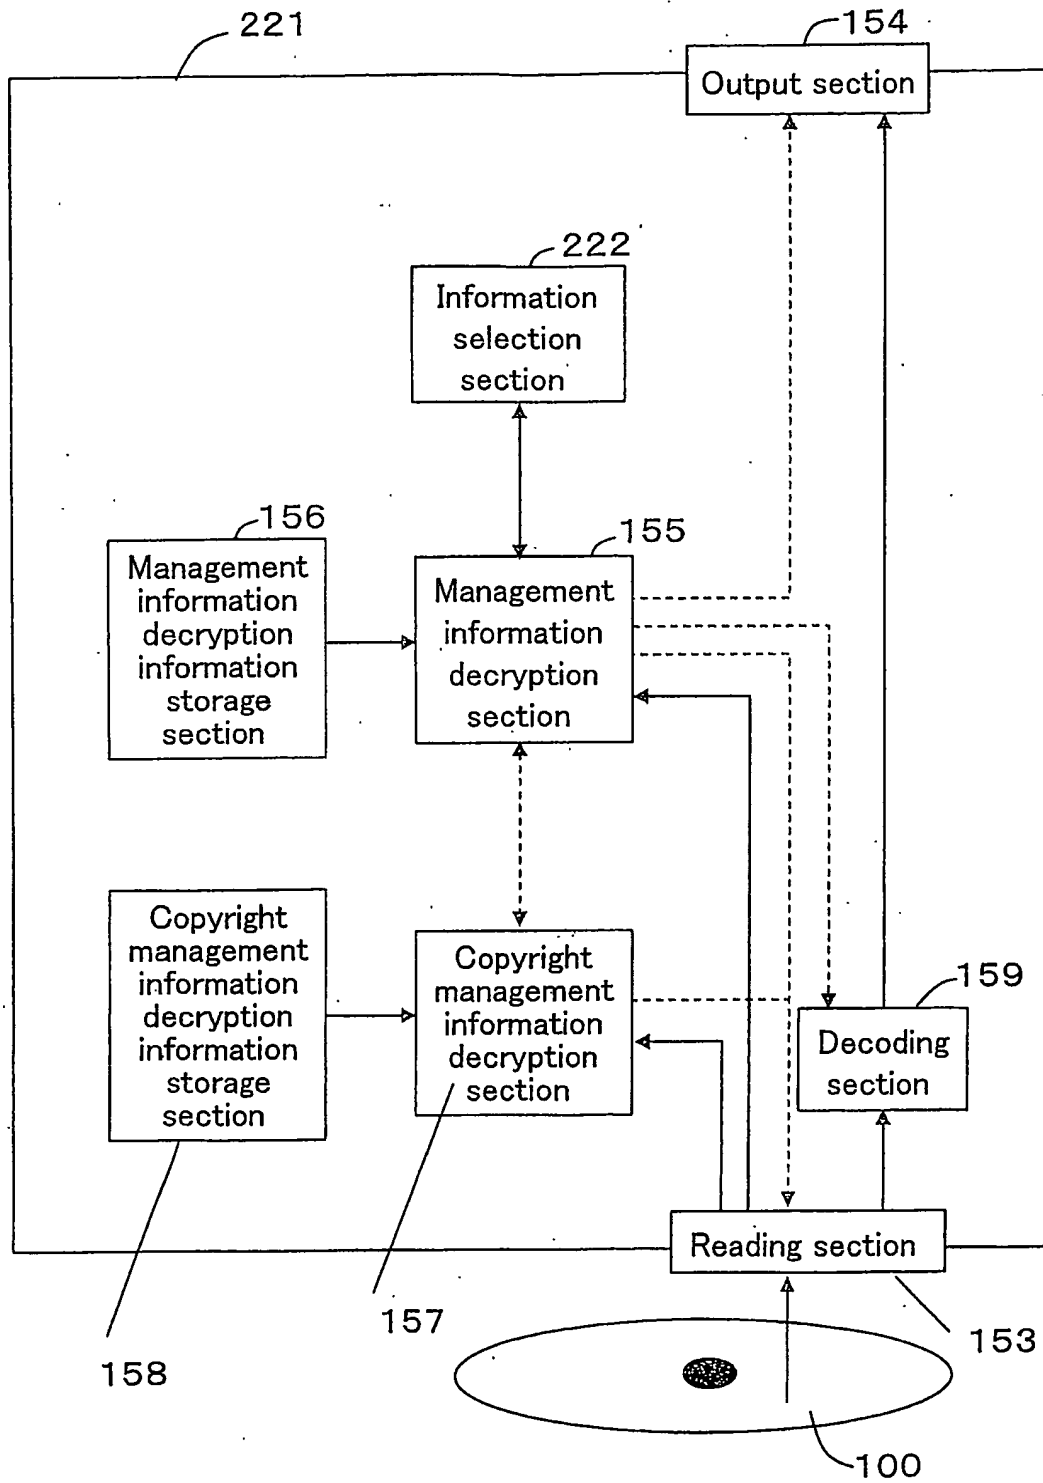 221
154
Output section
222
Information
selection
section
156
Management
information
decryption
information
storage
section
155
Management
information
decryption
section
Copyright
management
information
decryption
information
storage
section
Copyright
management
information
decryption
section
159
Decoding
section
Reading section
157
158
153
100